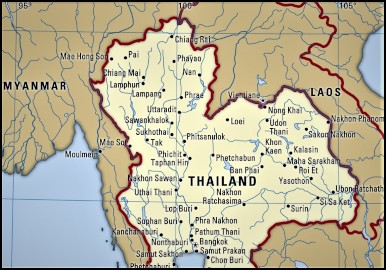 95°
100°
Chiang Rai
Mae Hong Son
Pai
Phayao
Chiang Mai
Nan
MYANMAR
Lamphun
LAOS
Lampang
Phrae
Vientiane
Uttaradit
Nong Khai
Sawankhalok
Loei
Udon Thani
Nakhon Phanom
Sukhothai
Sakon Nakhon
Moulmein
Mae Sot
Tak
Phitsanulok
Khon Kaen
Kalasin
Phichit
Phetchabun
Maha Sarakham
Taphan Hin
Ban Phai
Roi Et
Nakhon Sawan
THAILAND
Yasothon
Uthai Thani
Nakhon Ratchasima
Ubon Ratchathani
Si Sa Ket
Lop Buri
Surin
Suphan Buri
Phra Nakhon
Kanchanaburi
Pathum Thani
Nonthaburi
Bangkok
Samut Sakhon
Samut Prakan
Chon Buri